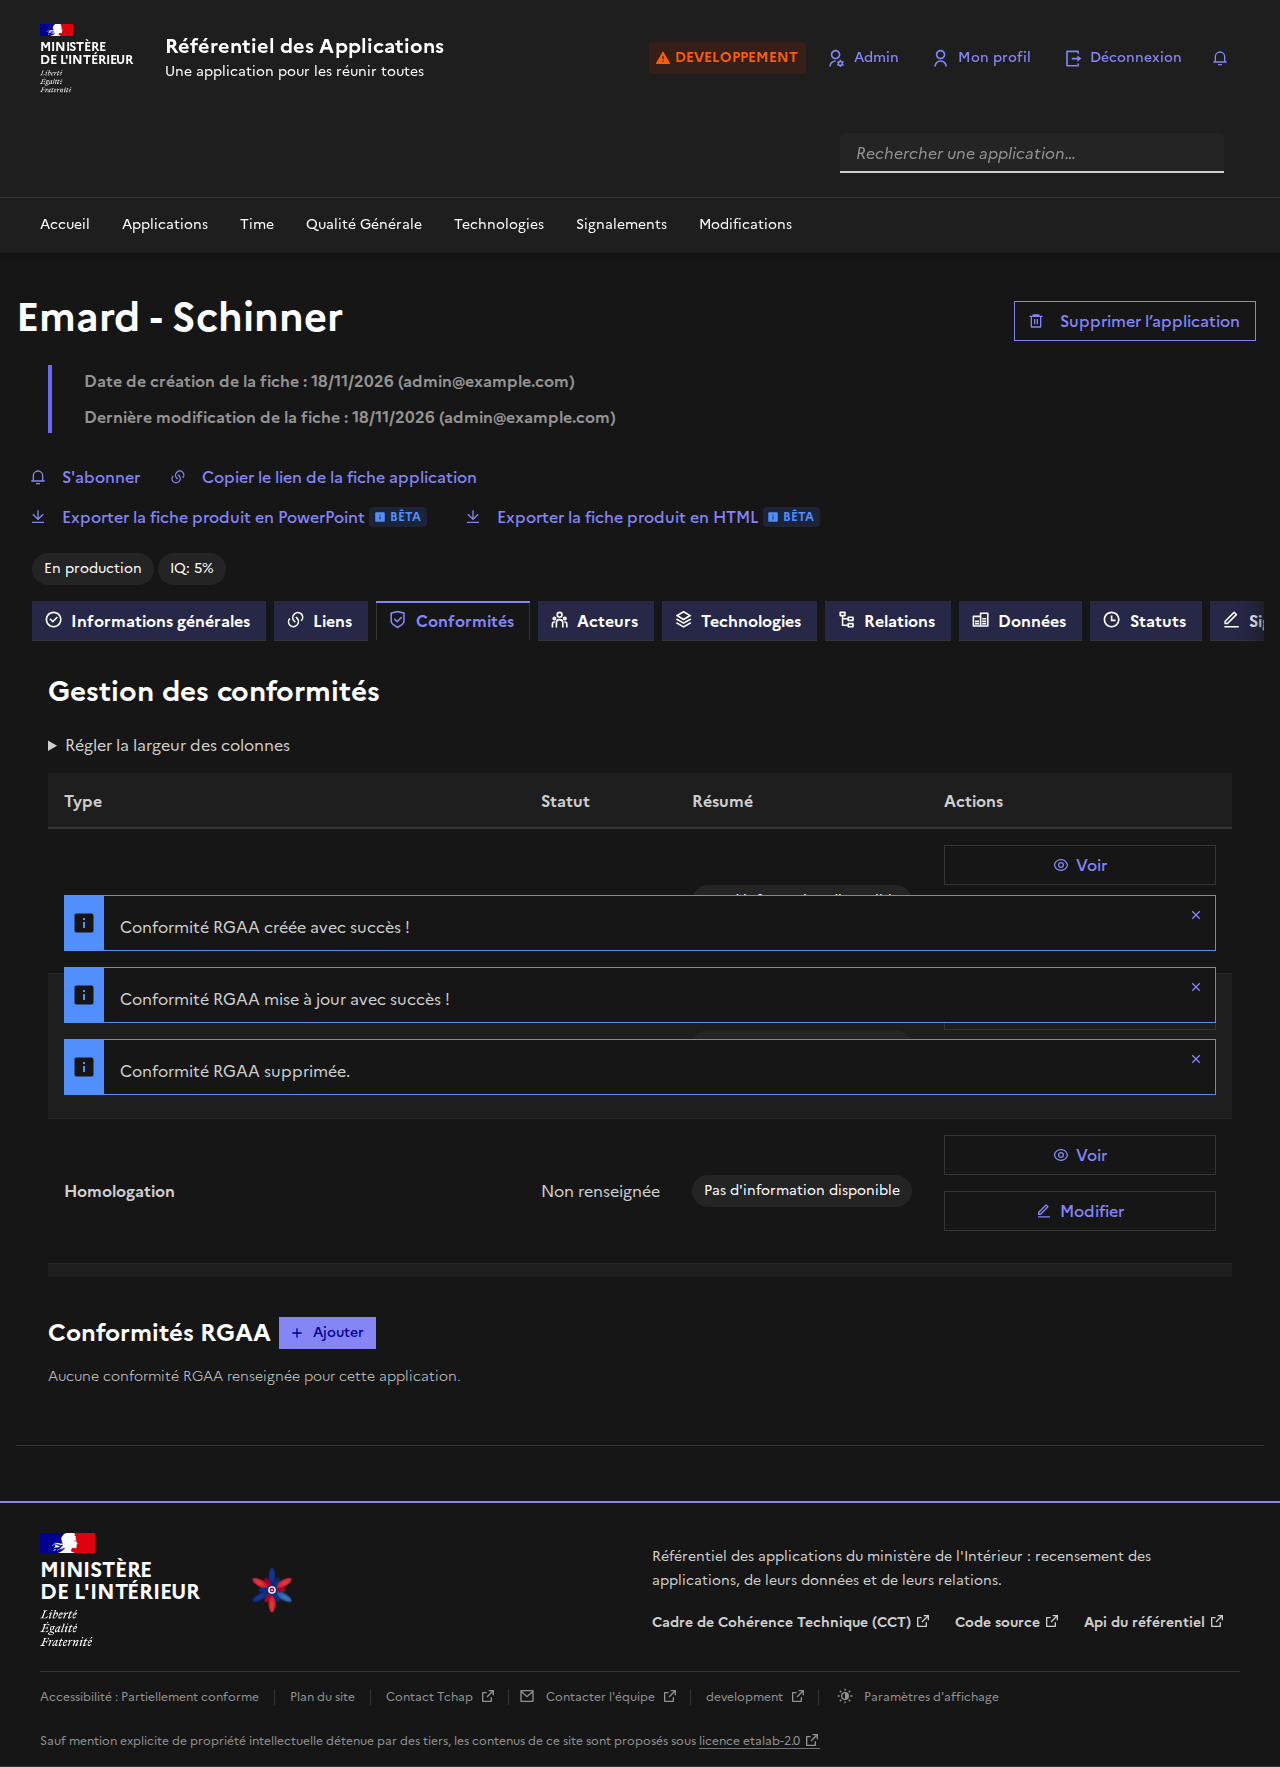 MINISTÈRE
DE L'INTÉRIEUR
Liberté
Égalité
Fraternité
Référentiel des Applications
Une application pour les réunir toutes
DEVELOPPEMENT
Admin
Mon profil
Déconnexion
Rechercher une application…
Accueil
Applications
Time
Qualité Générale
Technologies
Signalements
Modifications
Emard - Schinner
Supprimer l’application
Date de création de la fiche : 18/11/2026 (admin@example.com)
Dernière modification de la fiche : 18/11/2026 (admin@example.com)
S'abonner
Copier le lien de la fiche application
Exporter la fiche produit en PowerPoint BÊTA
Exporter la fiche produit en HTML BÊTA
En production
IQ: 5%
Informations générales
Liens
Conformités
Acteurs
Technologies
Relations
Données
Statuts
Gestion des conformités
Régler la largeur des colonnes
Type
Statut
Résumé
Actions
Voir
Conformité RGAA créée avec succès !
Conformité RGAA mise à jour avec succès !
Conformité RGAA supprimée.
Homologation
Non renseignée
Pas d'information disponible
Voir
Modifier
Conformités RGAA
Ajouter
Aucune conformité RGAA renseignée pour cette application.
MINISTÈRE
DE L'INTÉRIEUR
Liberté
Égalité
Fraternité
Référentiel des applications du ministère de l'Intérieur : recensement des
applications, de leurs données et de leurs relations.
Cadre de Cohérence Technique (CCT)
Code source
Api du référentiel
Accessibilité : Partiellement conforme
Plan du site
Contact Tchap
Contacter l'équipe
development
Paramètres d'affichage
Sauf mention explicite de propriété intellectuelle détenue par des tiers, les contenus de ce site sont proposés sous licence etalab-2.0